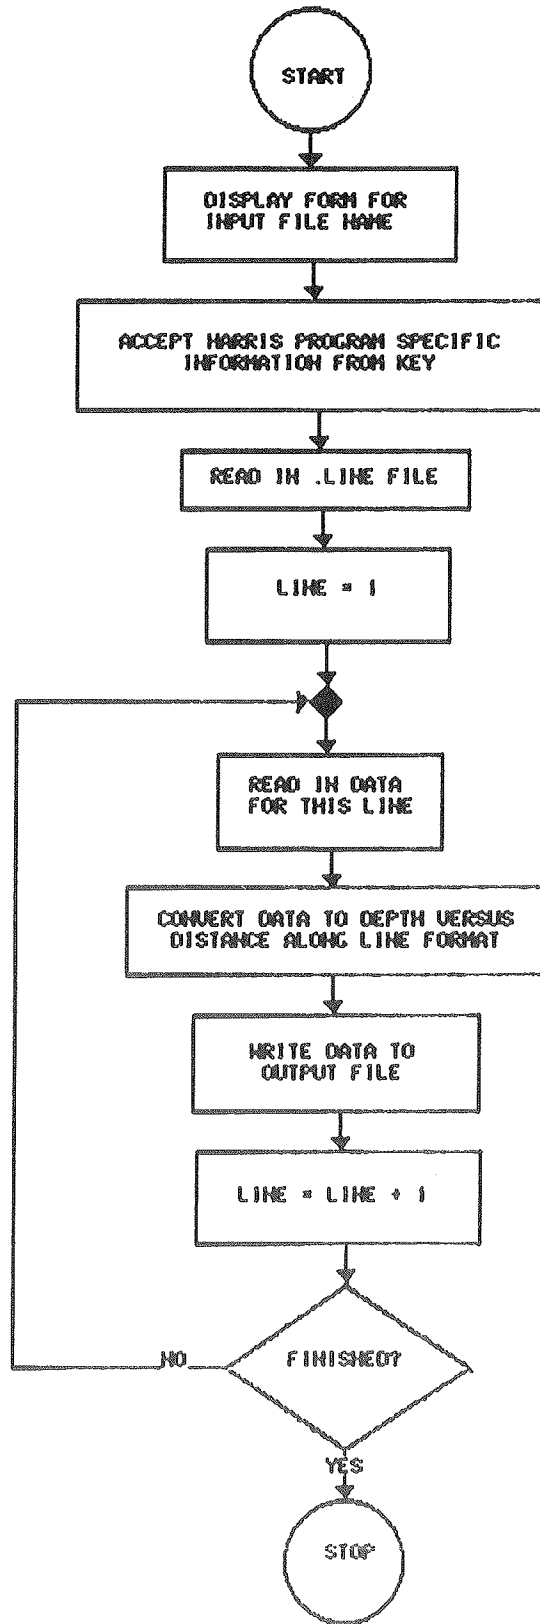 START
DISPLAY FORM FOR
INPUT FILE NAME
ACCEPT HARRIS PROGRAM SPECIFIC
INFORMATION FROM KEY
READ IN .LINE FILE
LINE = 1
READ IN DATA
FOR THIS LINE
CONVERT DATA TO DEPTH VERSUS
DISTANCE ALONG LINE FORMAT
WRITE DATA TO
OUTPUT FILE
LINE = LINE + 1
NO
FINISHED?
YES
STOP